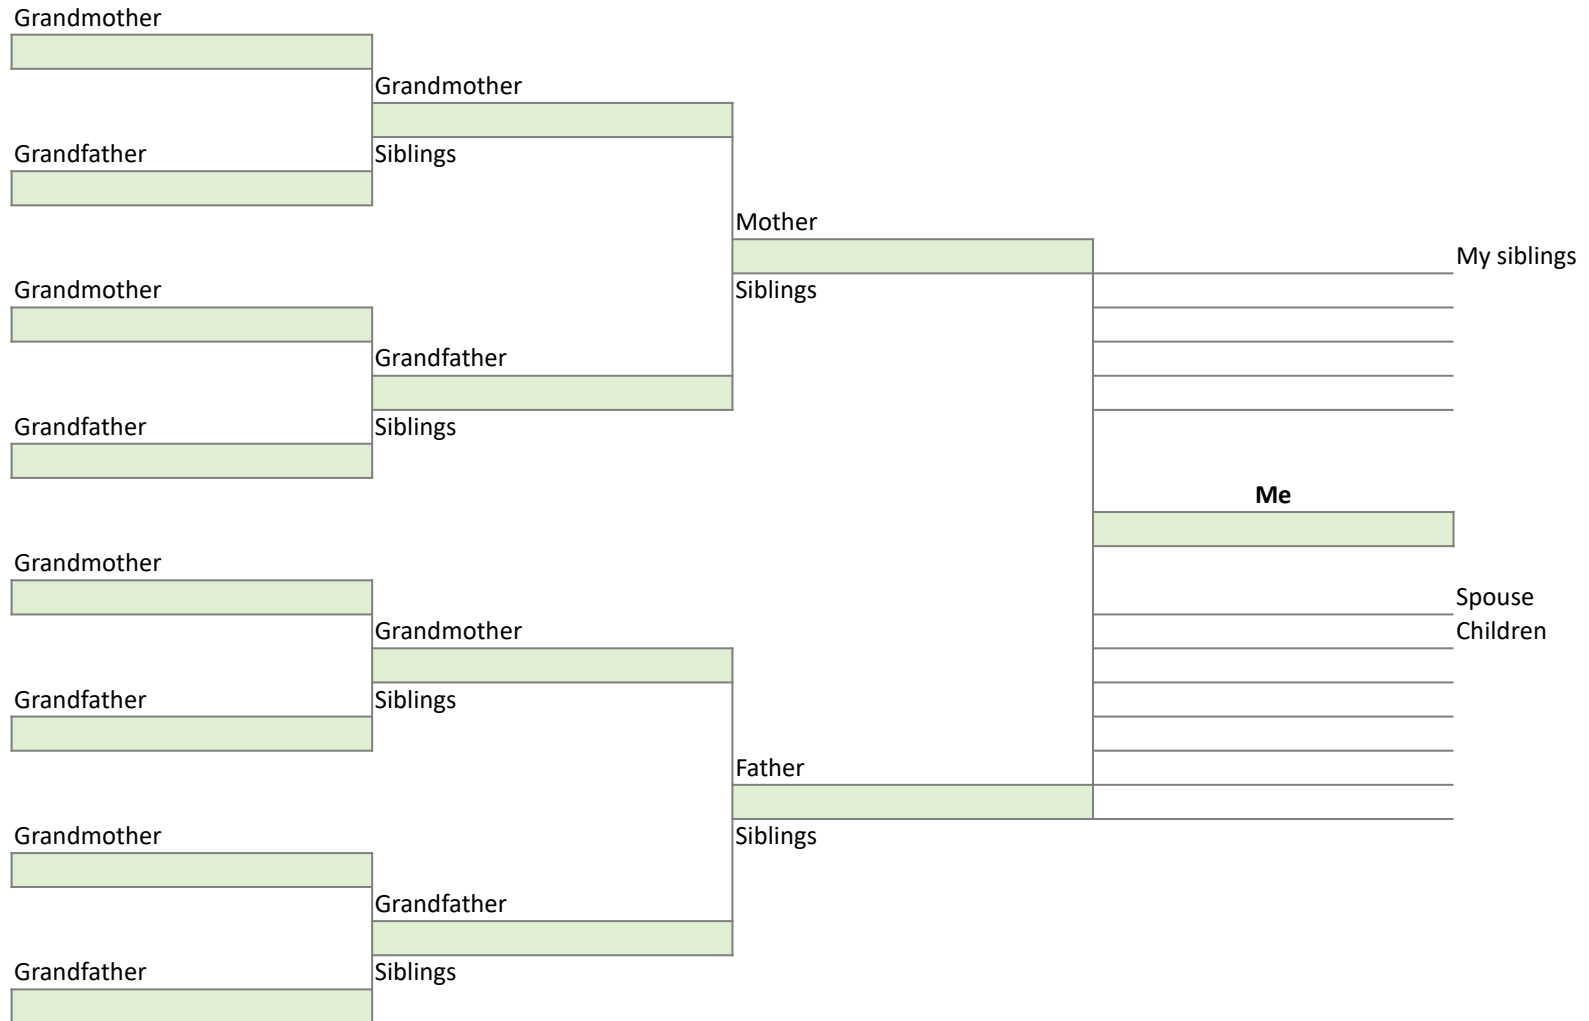 Grandmother
Grandmother
Grandfather
Siblings
Mother
My siblings
Grandmother
Siblings
Grandfather
Grandfather
Siblings
Me
Grandmother
Spouse
Grandmother
Children
Grandfather
Siblings
Father
Grandmother
Siblings
Grandfather
Grandfather
Siblings